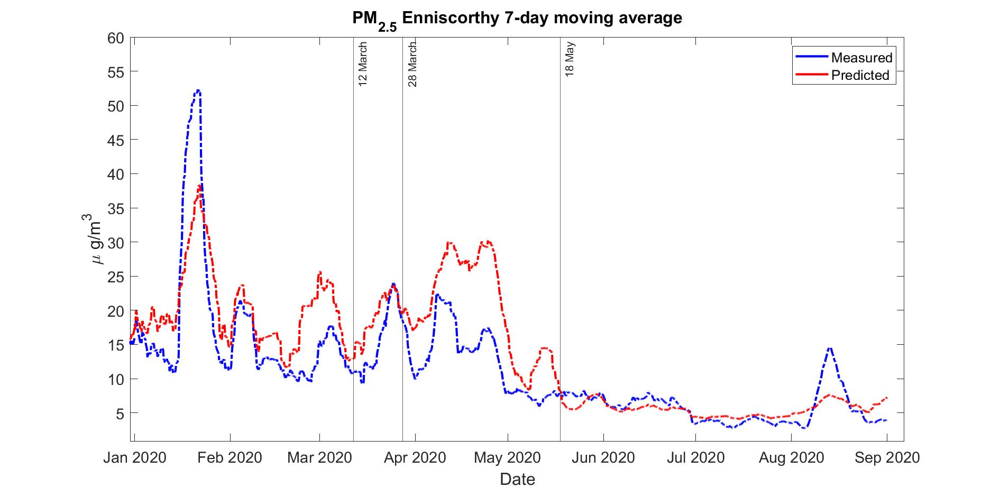 PM2.5 Enniscorthy 7-day moving average
60
55
50
45
40
35
30
25
20
15
10
5
μ g/m3
12 March
28 March
18 May
Measured
Predicted
Jan 2020 Feb 2020 Mar 2020 Apr 2020 May 2020 Jun 2020 Jul 2020 Aug 2020 Sep 2020
Date